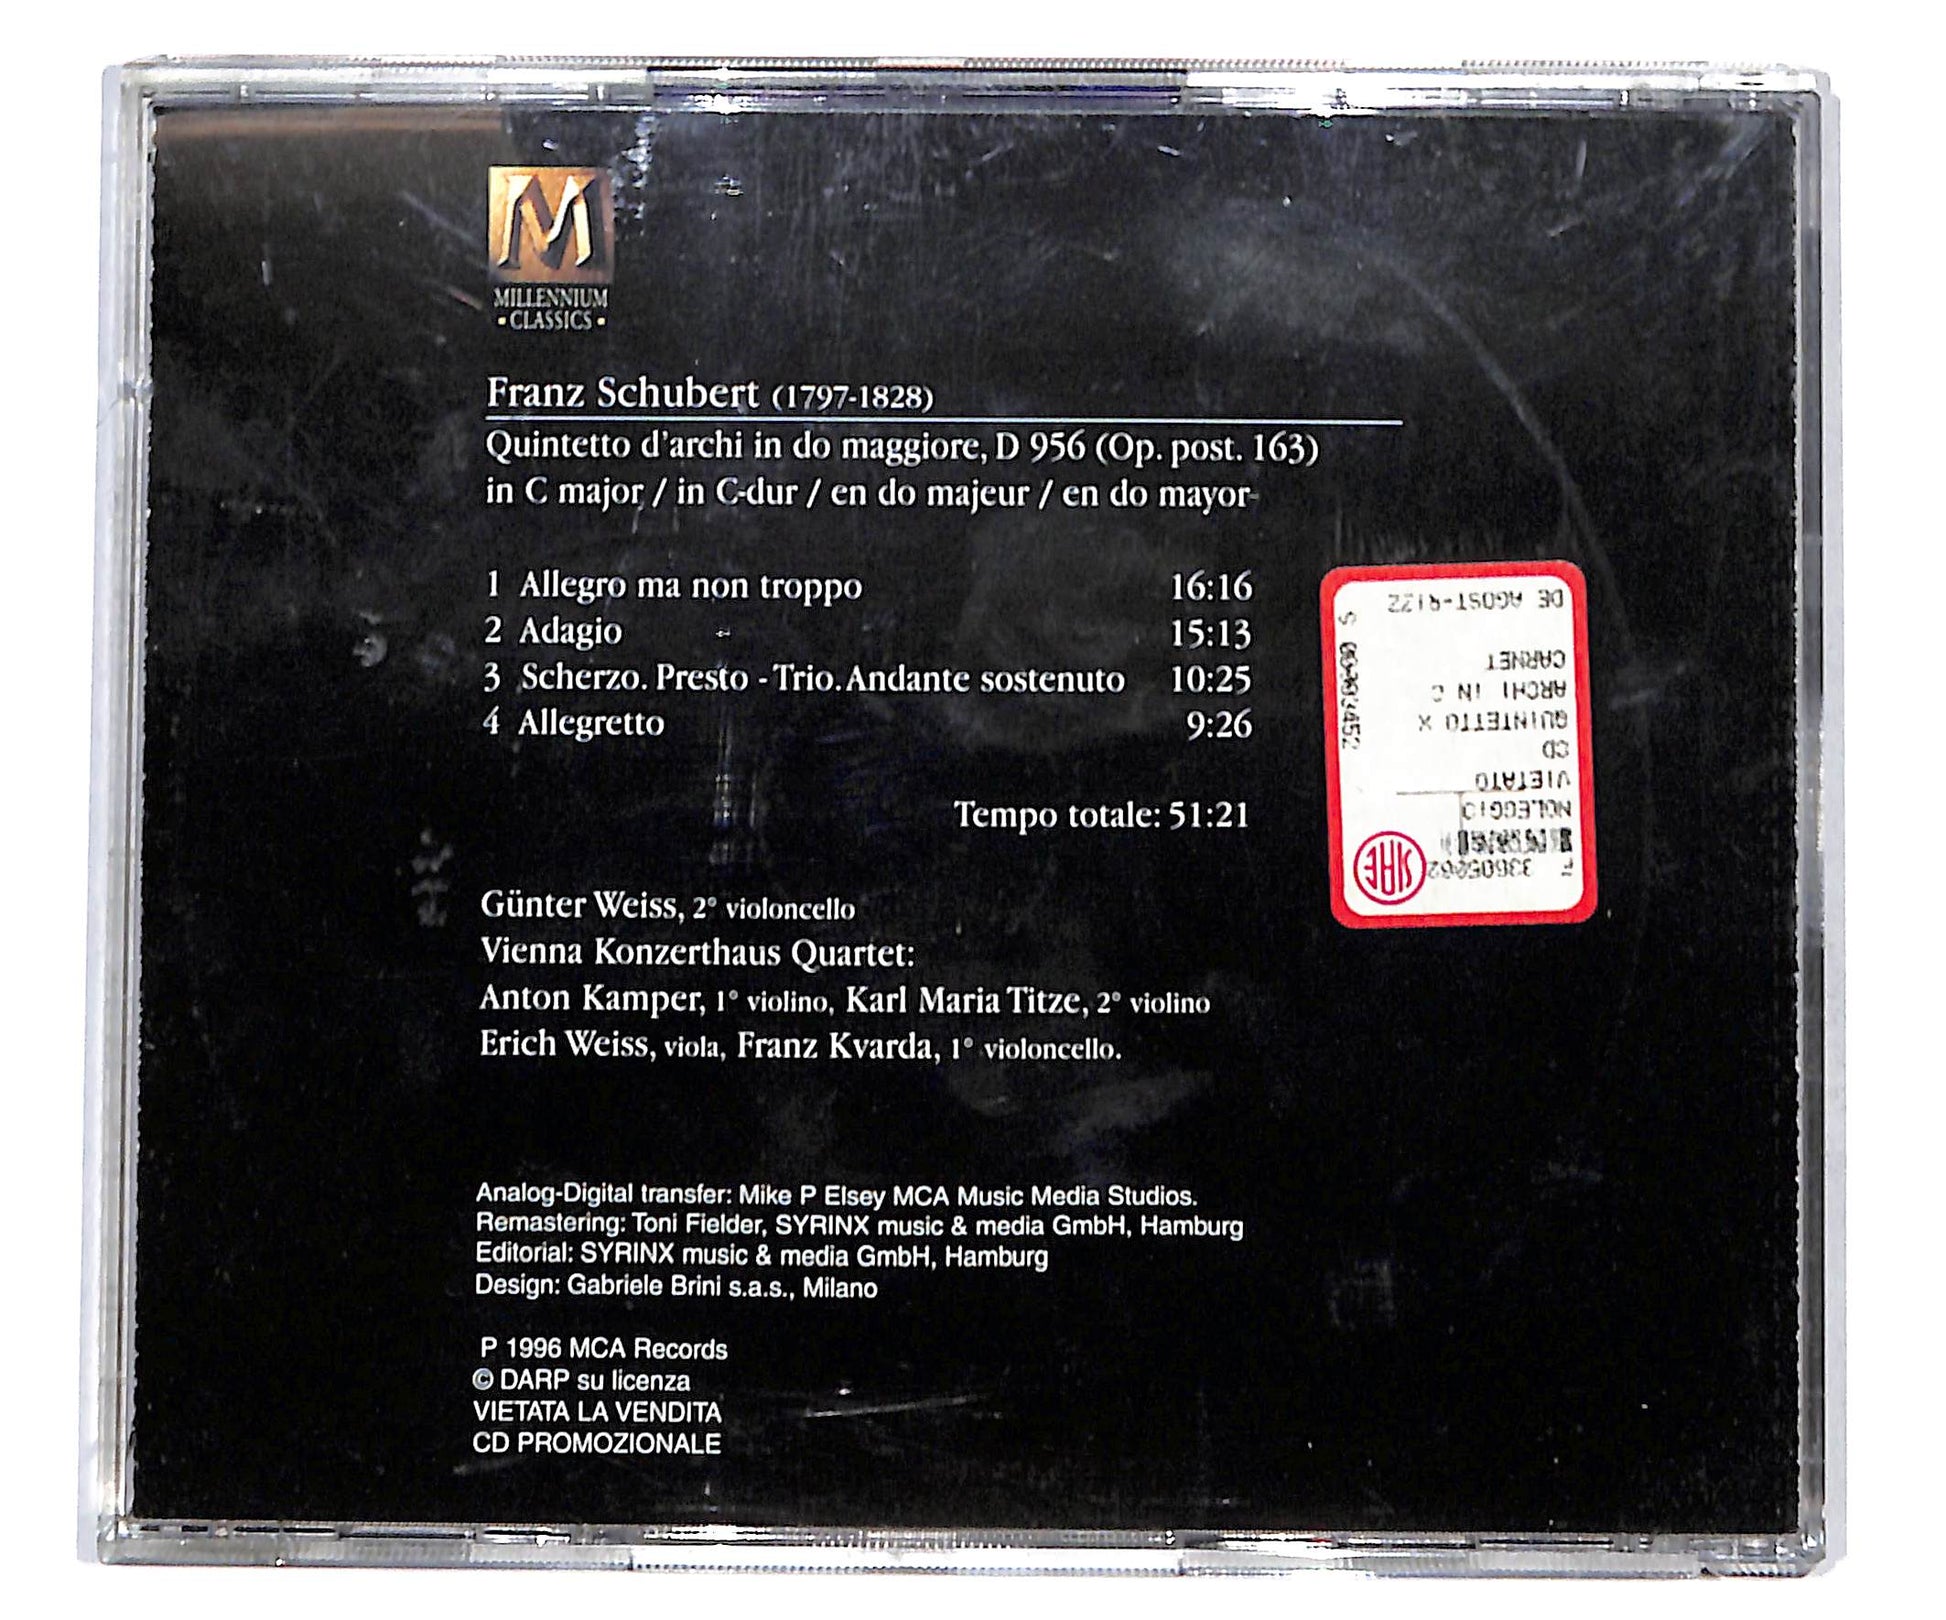 M
MILLENNIUM
• CLASSICS •
Franz Schubert (1797-1828)
Quintetto d'archi in do maggiore, D 956 (Op. post. 163)
in C major / in C-dur / en do majeur / en do mayor
1 Allegro ma non troppo 16:16
2 Adagio 15:13
3 Scherzo. Presto - Trio. Andante sostenuto 10:25
4 Allegretto 9:26
Tempo totale: 51:21
Günter Weiss, 2° violoncello
Vienna Konzerthaus Quartet:
Anton Kamper, 1° violino, Karl Maria Titze, 2° violino
Erich Weiss, viola, Franz Kvarda, 1° violoncello.
Analog-Digital transfer: Mike P Elsey MCA Music Media Studios.
Remastering: Toni Fielder, SYRINX music & media GmbH, Hamburg
Editorial: SYRINX music & media GmbH, Hamburg
Design: Gabriele Brini s.a.s., Milano
P 1996 MCA Records
© DARP su licenza
VIETATA LA VENDITA
CD PROMOZIONALE
SIAE
NOLEGGIO
VIETATO
CD
QUINTETTO X
ARCHI IN C
CARNET
DE AGOST-RIZZ